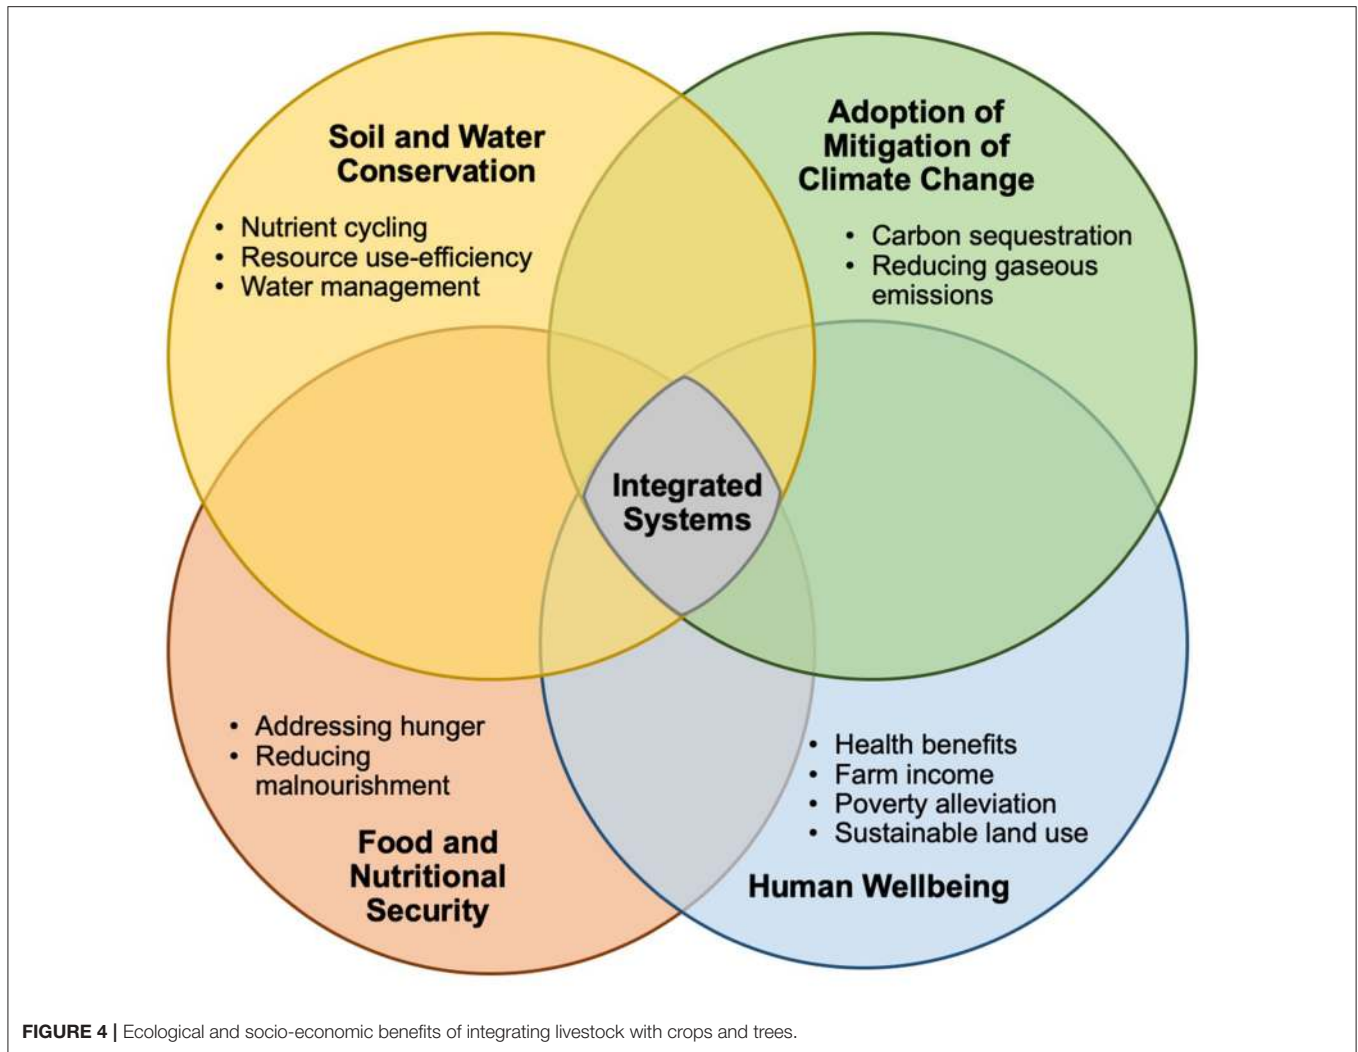 Soil and Water
Conservation
• Nutrient cycling
• Resource use-efficiency
• Water management
Adoption of
Mitigation of
Climate Change
• Carbon sequestration
• Reducing gaseous
emissions
Integrated
Systems
• Addressing hunger
• Reducing
malnourishment
Food and
Nutritional
Security
• Health benefits
• Farm income
• Poverty alleviation
• Sustainable land use
Human Wellbeing
FIGURE 4 | Ecological and socio-economic benefits of integrating livestock with crops and trees.